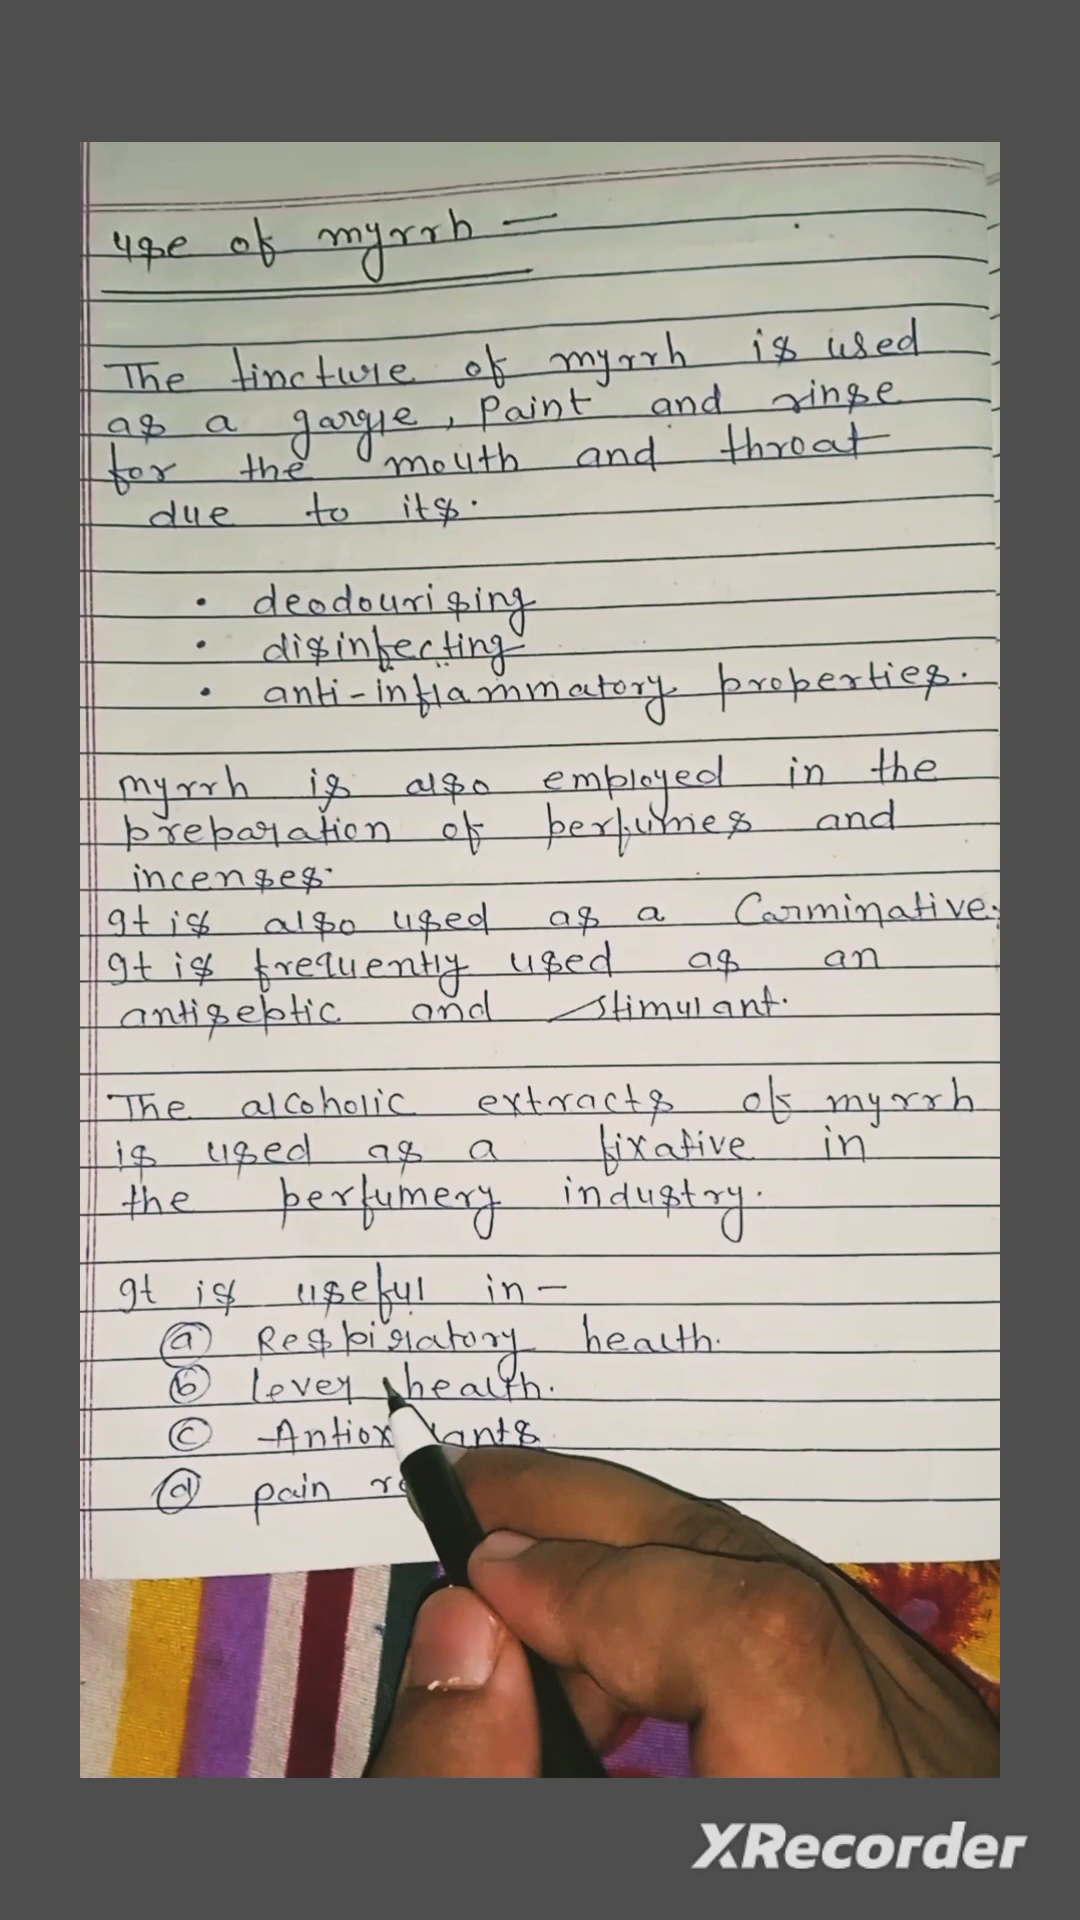 Use of myrrh —
The tincture of myrrh is used
as a gargle, Paint and rinse
for the mouth and throat
due to its.
• deodourising
• disinfecting
• anti-inflammatory properties.
myrrh is also employed in the
preparation of perfumes and
incenses.
It is also used as a Carminative.
It is frequently used as an
antiseptic and stimulant.
The alcoholic extracts of myrrh
is used as a fixative in
the perfumery industry.
It is useful in —
(a) Respiratory health.
(b) Lever health.
(c)
(d) pain
XRecorder